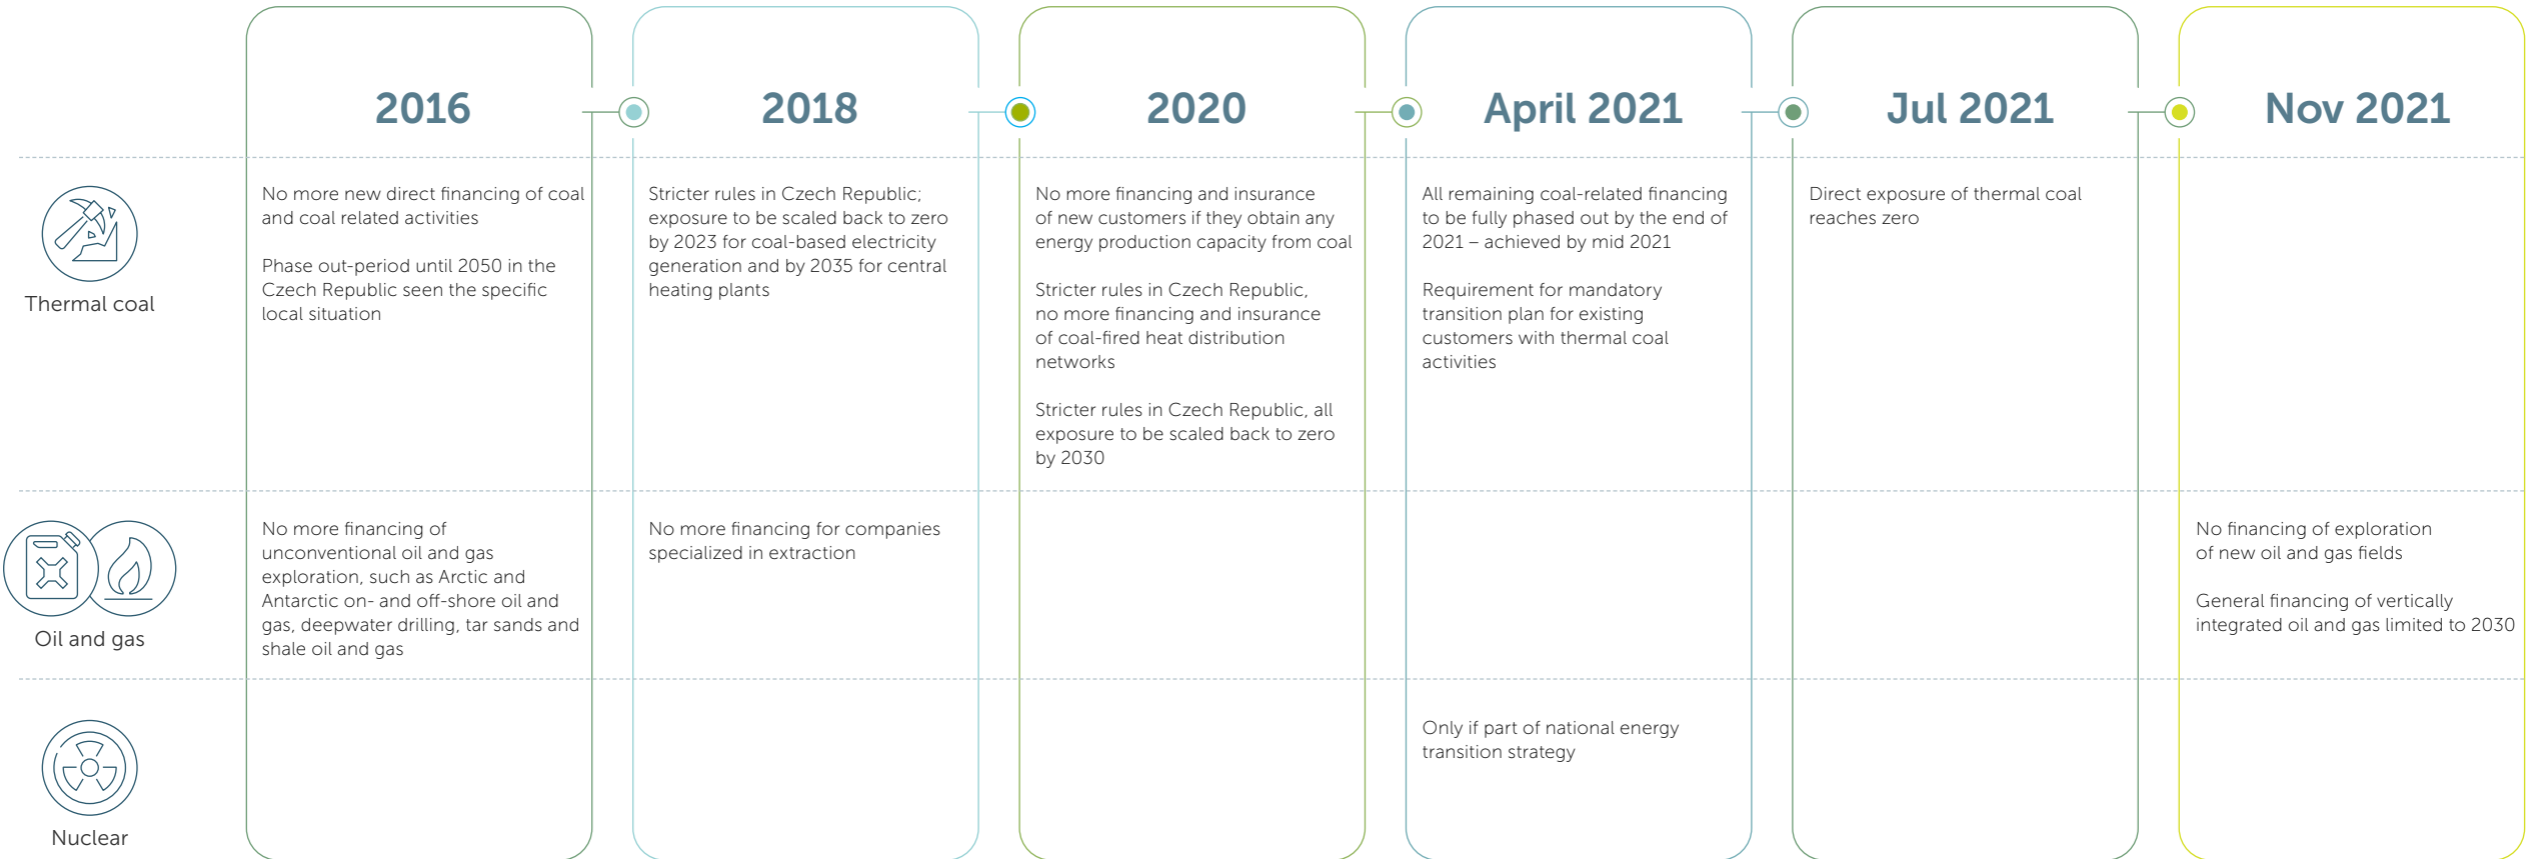 2016
2018
2020
April 2021
Jul 2021
Nov 2021
Thermal coal
No more new direct financing of coal
and coal related activities
Phase out-period until 2050 in the
Czech Republic seen the specific
local situation
Stricter rules in Czech Republic;
exposure to be scaled back to zero
by 2023 for coal-based electricity
generation and by 2035 for central
heating plants
No more financing and insurance
of new customers if they obtain any
energy production capacity from coal
Stricter rules in Czech Republic,
no more financing and insurance
of coal-fired heat distribution
networks
Stricter rules in Czech Republic, all
exposure to be scaled back to zero
by 2030
All remaining coal-related financing
to be fully phased out by the end of
2021 – achieved by mid 2021
Requirement for mandatory
transition plan for existing
customers with thermal coal
activities
Direct exposure of thermal coal
reaches zero
Oil and gas
No more financing of
unconventional oil and gas
exploration, such as Arctic and
Antarctic on- and off-shore oil and
gas, deepwater drilling, tar sands and
shale oil and gas
No more financing for companies
specialized in extraction
No financing of exploration
of new oil and gas fields
General financing of vertically
integrated oil and gas limited to 2030
Nuclear
Only if part of national energy
transition strategy